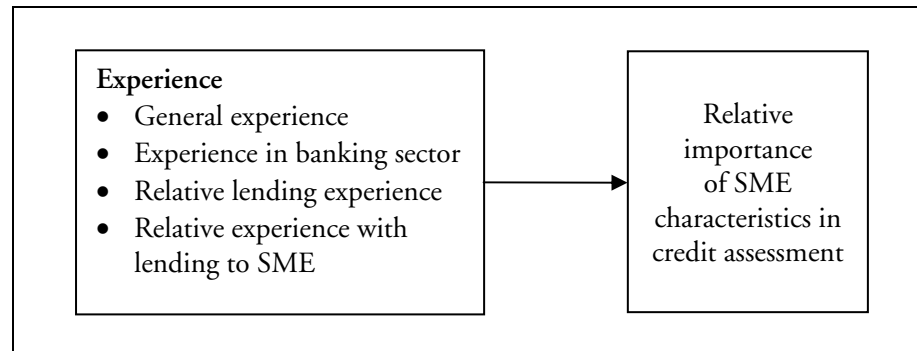 Experience
• General experience
• Experience in banking sector
• Relative lending experience
• Relative experience with
lending to SME
Relative
importance
of SME
characteristics in
credit assessment